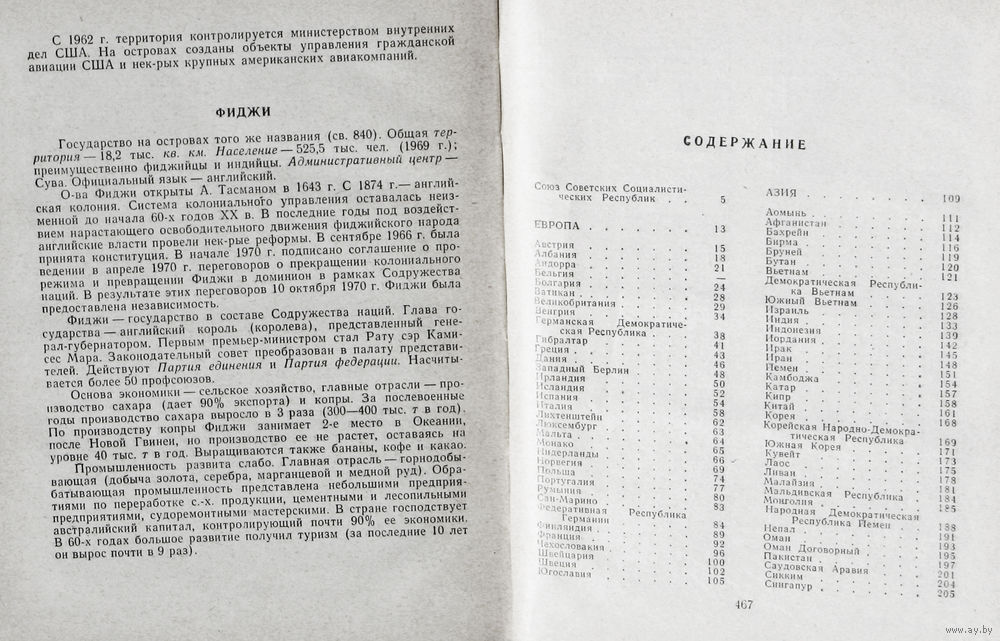 С 1962 г. территория контролируется министерством внутренних
дел США. На островах созданы объекты управления гражданской
авиации США и нек-рых крупных американских авиакомпаний.
ФИДЖИ
Государство на островах того же названия (св. 840). Общая тер-
ритория — 18,2 тыс. кв. км. Население — 525,5 тыс. чел. (1969 г.);
преимущественно фиджийцы и индийцы. Административный центр —
Сува. Официальный язык — английский.
О-ва Фиджи открыты А. Тасманом в 1643 г. С 1874 г.— англий-
ская колония. Система колониального управления оставалась неиз-
менной до начала 60-х годов XX в. В последние годы под воздейст-
вием нарастающего освободительного движения фиджийского народа
английские власти провели нек-рые реформы. В сентябре 1966 г. была
принята конституция. В начале 1970 г. подписано соглашение о про-
ведении в апреле 1970 г. переговоров о прекращении колониального
режима и превращении Фиджи в доминион в рамках Содружества
наций. В результате этих переговоров 10 октября 1970 г. Фиджи была
предоставлена независимость.
Фиджи — государство в составе Содружества наций. Глава го-
сударства — английский король (королева), представленный гене-
рал-губернатором. Первым премьер-министром стал Рату сэр Ками-
сес Мара. Законодательный совет преобразован в палату представи-
телей. Действуют Партия единения и Партия федерации. Насчиты-
вается более 50 профсоюзов.
Основа экономики — сельское хозяйство, главные отрасли — про-
изводство сахара (дает 90% экспорта) и копры. За послевоенные
годы производство сахара выросло в 3 раза (300—400 тыс. т в год).
По производству копры Фиджи занимает 2-е место в Океании,
после Новой Гвинеи, но производство ее не растет, оставаясь на
уровне 40 тыс. т в год. Выращиваются также бананы, кофе и какао.
Промышленность развита слабо. Главная отрасль — горнодобы-
вающая (добыча золота, серебра, марганцевой и медной руд). Обра-
батывающая промышленность представлена небольшими предприя-
тиями по переработке с.-х. продукции, цементными и лесопильными
предприятиями, судоремонтными мастерскими. В стране господствует
австралийский капитал, контролирующий почти 90% ее экономики.
В 60-х годах большое развитие получил туризм (за последние 10 лет
он вырос почти в 9 раз).
СОДЕРЖАНИЕ
Союз Советских Социалисти-
ческих Республик . . . 5
ЕВРОПА . . . . . . . 13
Австрия . . . . . . . 15
Албания . . . . . . . 18
Андорра . . . . . . . 21
Бельгия . . . . . . . —
Болгария . . . . . . . 24
Ватикан . . . . . . . 28
Великобритания . . . . . 29
Венгрия . . . . . . . 34
Германская Демократиче-
ская Республика . . . . 38
Гибралтар . . . . . . . 41
Греция . . . . . . . 43
Дания . . . . . . . 46
Западный Берлин . . . . 48
Ирландия . . . . . . . 50
Исландия . . . . . . . 52
Испания . . . . . . . 54
Италия . . . . . . . 58
Лихтенштейн . . . . . . 62
Люксембург . . . . . . 63
Мальта . . . . . . . 64
Монако . . . . . . . 65
Нидерланды . . . . . . 66
Норвегия . . . . . . . 69
Польша . . . . . . . 74
Португалия . . . . . . 77
Румыния . . . . . . . 80
Сан-Марино . . . . . . 83
Федеративная Республика
Германии . . . . . . 84
Финляндия . . . . . . 89
Франция . . . . . . . 92
Чехословакия . . . . . . 96
Швейцария . . . . . . 100
Швеция . . . . . . . 102
Югославия . . . . . . 105
АЗИЯ . . . . . . . 109
Аомынь . . . . . . . 111
Афганистан . . . . . . 112
Бахрейн . . . . . . . 114
Бирма . . . . . . . 116
Бруней . . . . . . . 119
Бутан . . . . . . . 120
Вьетнам . . . . . . . 121
Демократическая Республи-
ка Вьетнам . . . . . 123
Южный Вьетнам . . . . 126
Израиль . . . . . . . 128
Индия . . . . . . . 133
Индонезия . . . . . . 139
Иордания . . . . . . . 142
Ирак . . . . . . . 145
Иран . . . . . . . 148
Йемен . . . . . . . 151
Камбоджа . . . . . . . 154
Катар . . . . . . . 157
Кипр . . . . . . . 158
Китай . . . . . . . 161
Корея . . . . . . . 168
Корейская Народно-Демокра-
тическая Республика . . 169
Южная Корея . . . . . 171
Кувейт . . . . . . . 173
Лаос . . . . . . . 175
Ливан . . . . . . . 178
Малайзия . . . . . . . 181
Мальдивская Республика . . 184
Монголия . . . . . . . 185
Народная Демократическая
Республика Йемен . . . 188
Непал . . . . . . . 191
Оман . . . . . . . 193
Оман Договорный . . . . 195
Пакистан . . . . . . . 197
Саудовская Аравия . . . . 201
Сикким . . . . . . . 204
Сингапур . . . . . . . 205
467
www.ay.by